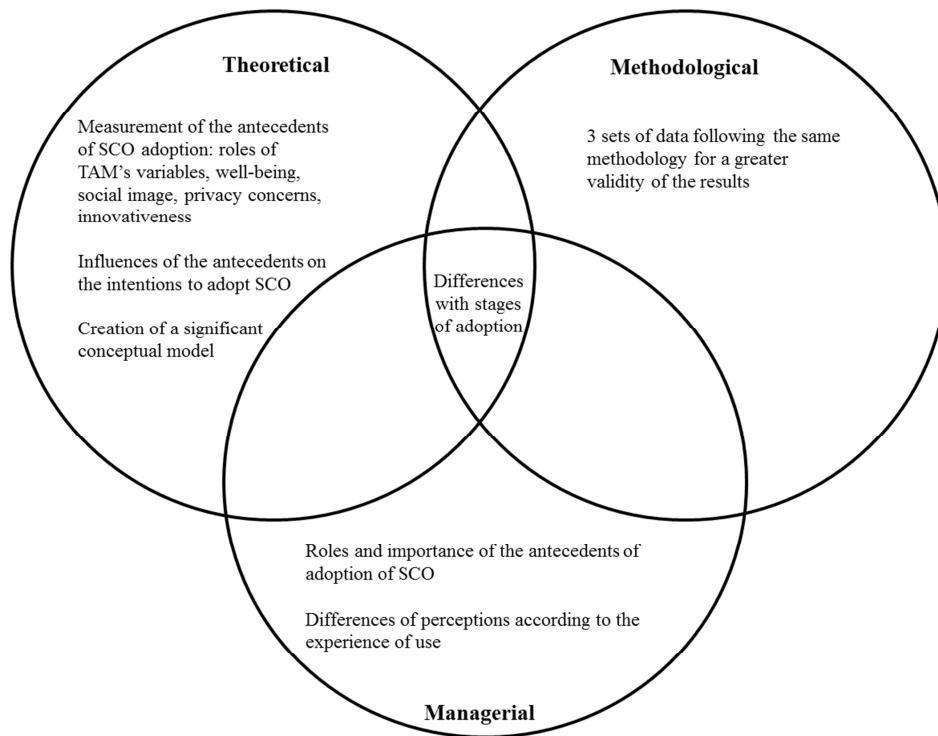 Theoretical
Measurement of the antecedents
of SCO adoption: roles of
TAM's variables, well-being,
social image, privacy concerns,
innovativeness
Influences of the antecedents on
the intentions to adopt SCO
Creation of a significant
conceptual model
Methodological
3 sets of data following the same
methodology for a greater
validity of the results
Differences
with stages
of adoption
Roles and importance of the antecedents of
adoption of SCO
Differences of perceptions according to the
experience of use
Managerial